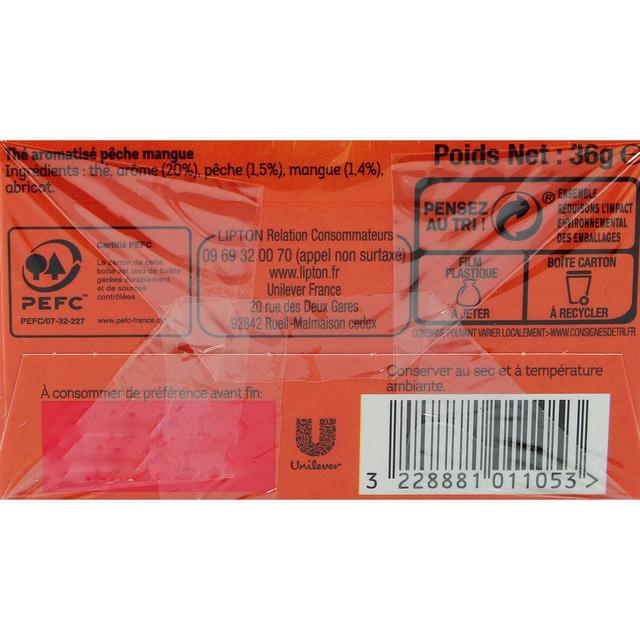 Thé aromatisé pêche mangue
Ingrédients : thé, arôme (20%), pêche (1,5%), mangue (1,4%),
abricot.
Poids Net : 36g e
PENSEZ
AU TRI !
®
ENSEMBLE
RÉDUISONS L'IMPACT
ENVIRONNEMENTAL
DES EMBALLAGES
FILM
PLASTIQUE
À JETER
BOÎTE CARTON
À RECYCLER
CONSIGNE POUVANT VARIER LOCALEMENT>WWW.CONSIGNESDETRI.FR
PEFC™
PEFC/07-32-227
Certifié PEFC
Le carton de cette
boîte est issu de forêts
gérées durablement
et de sources
contrôlées
www.pefc-france.org
LIPTON Relation Consommateurs
09 69 32 00 70 (appel non surtaxé)
www.lipton.fr
Unilever France
20 rue des Deux Gares
92842 Rueil-Malmaison cedex
À consommer de préférence avant fin:
Unilever
Conserver au sec et à température
ambiante.
3 228881 011053 >